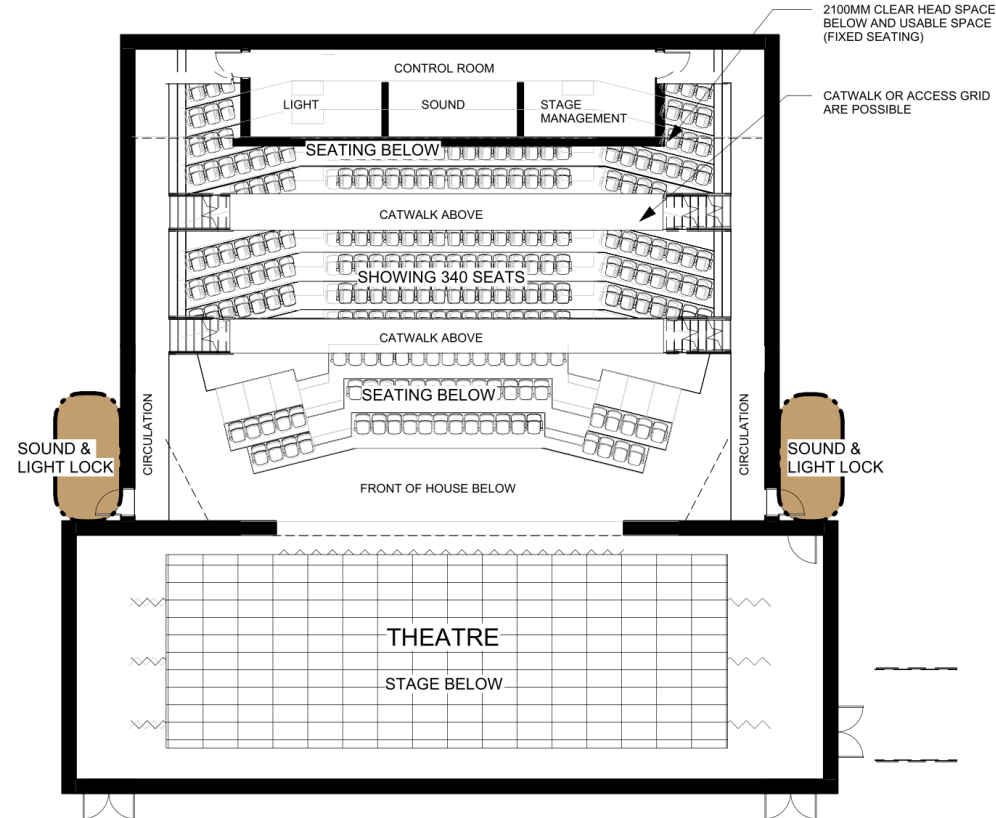 2100MM CLEAR HEAD SPACE
BELOW AND USABLE SPACE
(FIXED SEATING)
CONTROL ROOM
LIGHT
SOUND
STAGE
MANAGEMENT
CATWALK OR ACCESS GRID
ARE POSSIBLE
SEATING BELOW
CATWALK ABOVE
SHOWING 340 SEATS
CATWALK ABOVE
SEATING BELOW
CIRCULATION
CIRCULATION
SOUND &
LIGHT LOCK
SOUND &
LIGHT LOCK
FRONT OF HOUSE BELOW
THEATRE
STAGE BELOW